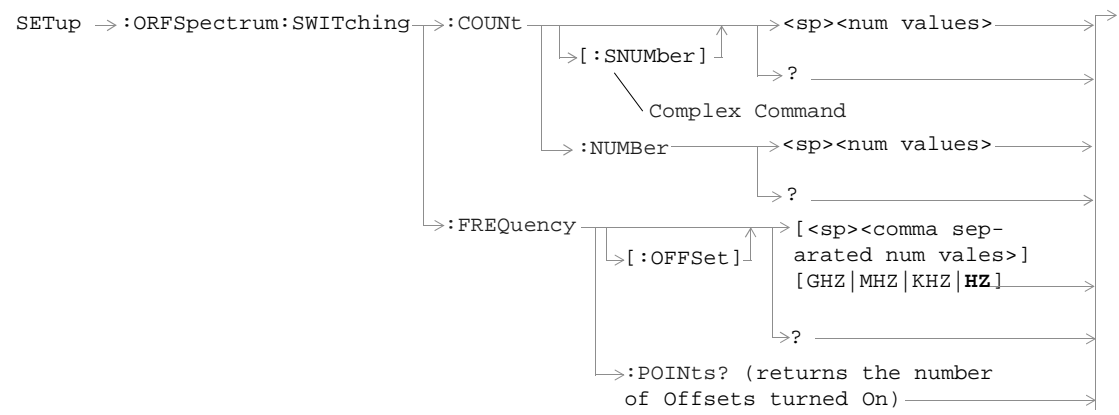 SETup :ORFSpectrum:SWITching :COUNt <sp><num values>
[:SNUMber]
?
Complex Command
:NUMBer <sp><num values>
?
:FREQuency [<sp><comma sep-
[:OFFSet] arated num vales>]
[GHZ|MHZ|KHZ|HZ]
?
:POINts? (returns the number
of Offsets turned On)